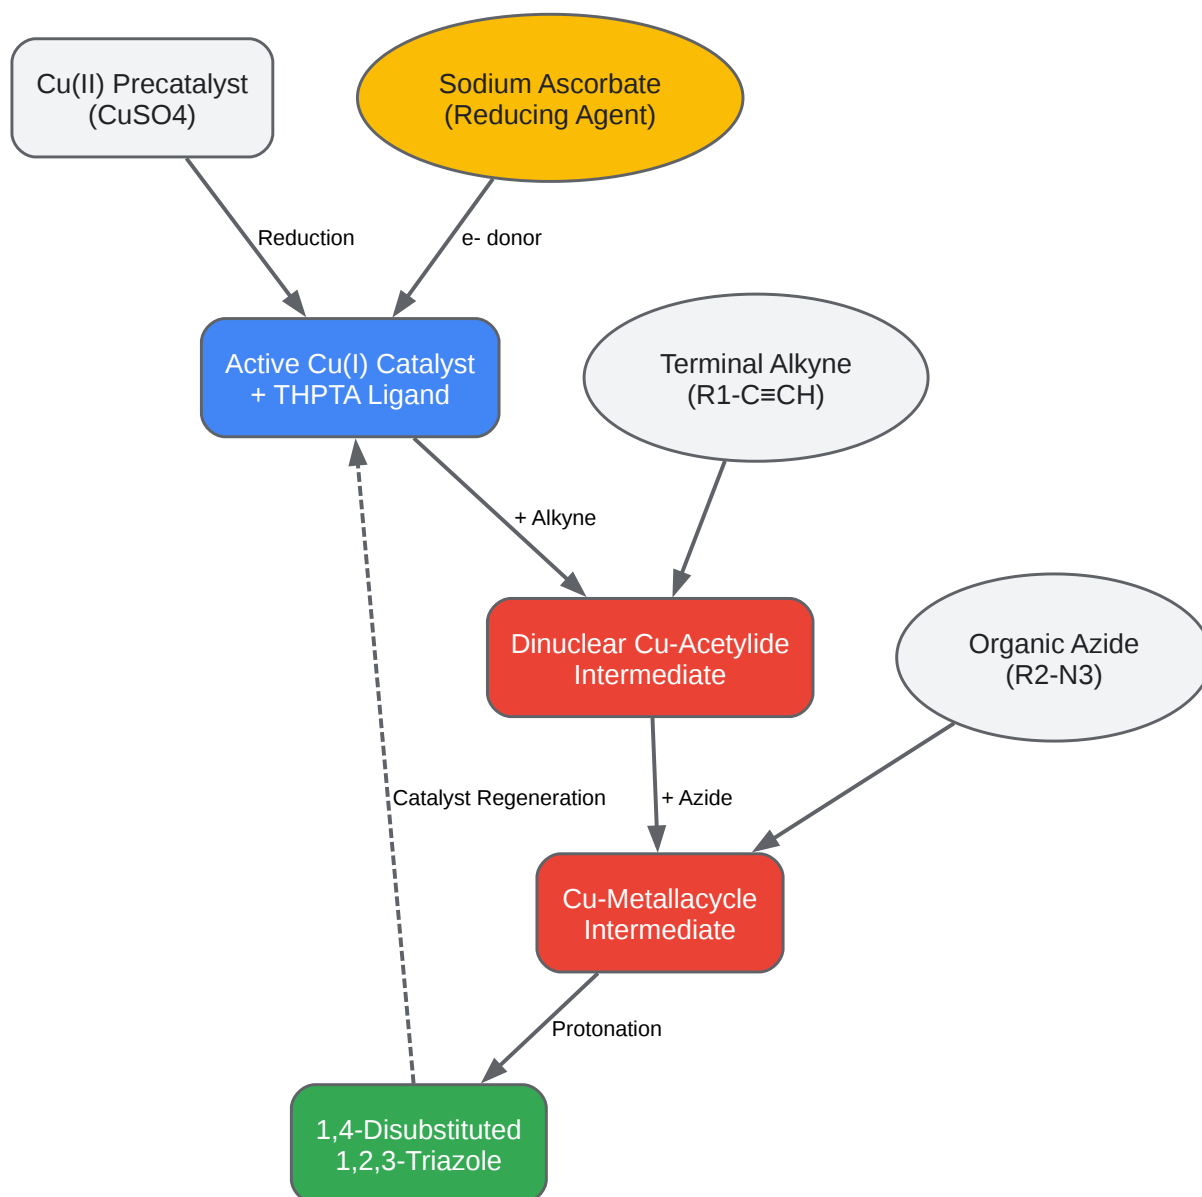 Cu(II) Precatalyst
(CuSO4)
Sodium Ascorbate
(Reducing Agent)
Reduction
e- donor
Active Cu(I) Catalyst
+ THPTA Ligand
Terminal Alkyne
(R1-C≡CH)
+ Alkyne
Dinuclear Cu-Acetylide
Intermediate
Organic Azide
(R2-N3)
Catalyst Regeneration
+ Azide
Cu-Metallacycle
Intermediate
Protonation
1,4-Disubstituted
1,2,3-Triazole